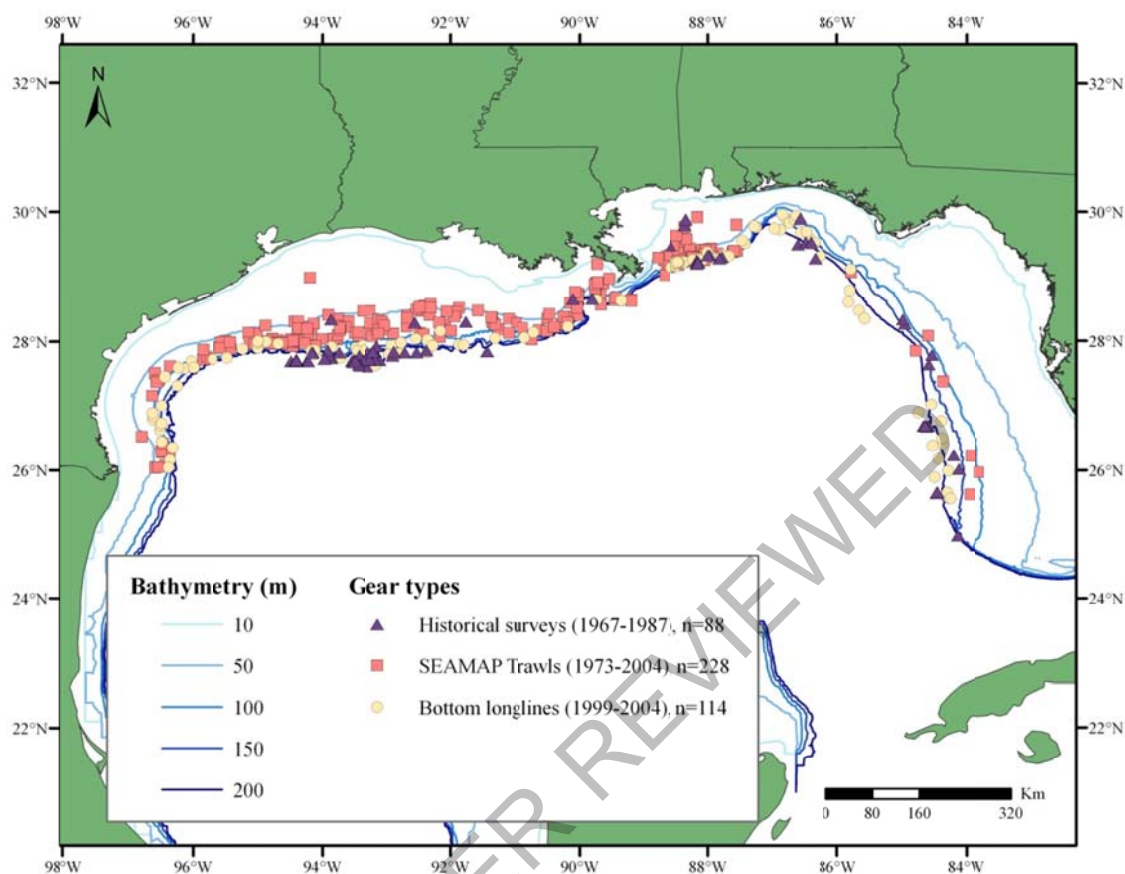 98°W 96°W 94°W 92°W 90°W 88°W 86°W 84°W
32°N 32°N
N
30°N 30°N
28°N 28°N
26°N 26°N
24°N 24°N
22°N 22°N
Bathymetry (m)
10
50
100
150
200
Gear types
Historical surveys (1967-1987), n=88
SEAMAP Trawls (1973-2004) n=228
Bottom longlines (1999-2004), n=114
Km
0 80 160 320
98°W 96°W 94°W 92°W 90°W 88°W 86°W 84°W
ER REVIEWED